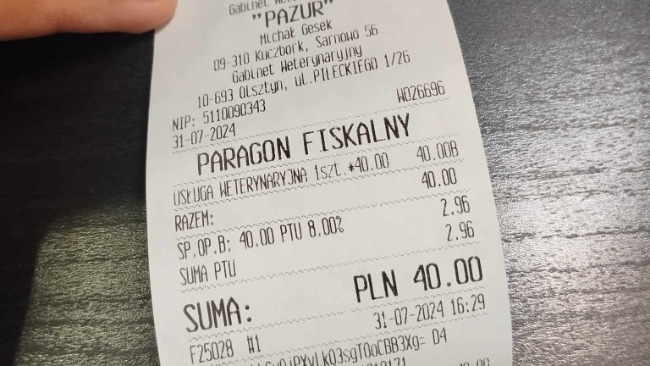 Gabinet
"PAZUR"
Michał Gesek
09-310 Kuczbork, Sarnowo 56
Gabinet Weterynaryjny
10-693 Olsztyn, ul.PIŁECKIEGO 1/26
NIP: 5110090343
31-07-2024 W026696
PARAGON FISKALNY
USŁUGA WETERYNARYJNA 1szt.*40.00 40.00B
RAZEM: 40.00
SP.OP.B: 40.00 PTU 8.00% 2.96
SUMA PTU 2.96
SUMA: PLN 40.00
F25028 #1 31-07-2024 16:29